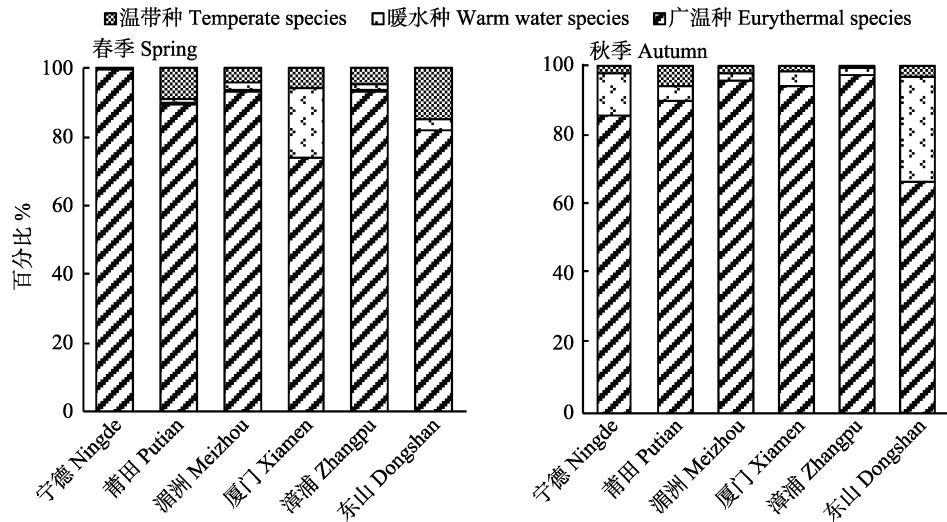 温带种 Temperate species 暖水种 Warm water species 广温种 Eurythermal species
春季 Spring
秋季 Autumn
百分比 %
100
80
60
40
20
0
宁德 Ningde
莆田 Putian
湄洲 Meizhou
厦门 Xiamen
漳浦 Zhangpu
东山 Dongshan
100
80
60
40
20
0
宁德 Ningde
莆田 Putian
湄洲 Meizhou
厦门 Xiamen
漳浦 Zhangpu
东山 Dongshan